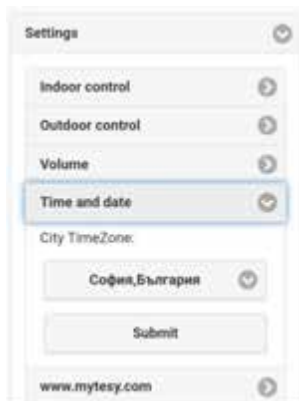 Settings
Indoor control
Outdoor control
Volume
Time and date
City TimeZone:
София,България
Submit
www.mytesy.com